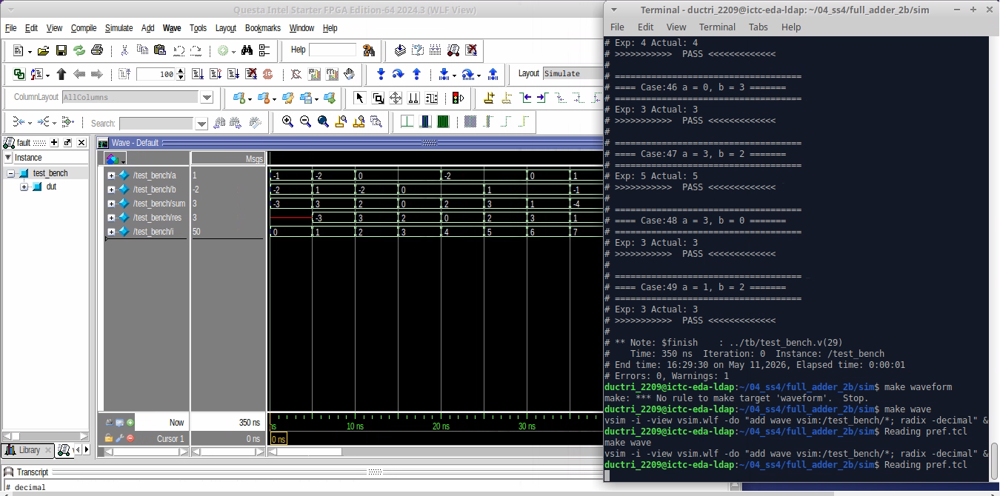 Questa Intel Starter FPGA Edition-64 2024.3 (WLF View)
File Edit View Compile Simulate Add Wave Tools Layout Bookmarks Window Help
Help
100
Layout Simulate
ColumnLayout AllColumns
Search:
fault
Instance
test_bench
dut
Library
Wave - Default
Msgs
/test_bench/a 1 -1 -2 0 -2 0 1
/test_bench/b -2 -2 1 -2 0 1 -1
/test_bench/sum 3 -3 3 2 0 2 3 1 -4
/test_bench/res 3 -3 3 2 0 2 3 1
/test_bench/i 50 0 1 2 3 4 5 6 7
Now 350 ns ns 10 ns 20 ns 30 ns
Cursor 1 0 ns 0 ns
Transcript
# decimal
Terminal - ductri_2209@ictc-eda-ldap: ~/04_ss4/full_adder_2b/sim
File Edit View Terminal Tabs Help
# Exp: 4 Actual: 4
# >>>>>>>>>>> PASS <<<<<<<<<<<<<
#
# ===================================
# ==== Case:46 a = 0, b = 3 =======
# ===================================
# Exp: 3 Actual: 3
# >>>>>>>>>>> PASS <<<<<<<<<<<<<
#
# ===================================
# ==== Case:47 a = 3, b = 2 =======
# ===================================
# Exp: 5 Actual: 5
# >>>>>>>>>>> PASS <<<<<<<<<<<<<
#
# ===================================
# ==== Case:48 a = 3, b = 0 =======
# ===================================
# Exp: 3 Actual: 3
# >>>>>>>>>>> PASS <<<<<<<<<<<<<
#
# ===================================
# ==== Case:49 a = 1, b = 2 =======
# ===================================
# Exp: 3 Actual: 3
# >>>>>>>>>>> PASS <<<<<<<<<<<<<
#
# ** Note: $finish    : ../tb/test_bench.v(29)
#    Time: 350 ns  Iteration: 0  Instance: /test_bench
# End time: 16:29:30 on May 11,2026, Elapsed time: 0:00:01
# Errors: 0, Warnings: 1
ductri_2209@ictc-eda-ldap:~/04_ss4/full_adder_2b/sim$ make waveform
make: *** No rule to make target 'waveform'.  Stop.
ductri_2209@ictc-eda-ldap:~/04_ss4/full_adder_2b/sim$ make wave
vsim -i -view vsim.wlf -do "add wave vsim:/test_bench/*; radix -decimal" &
ductri_2209@ictc-eda-ldap:~/04_ss4/full_adder_2b/sim$ Reading pref.tcl
make wave
vsim -i -view vsim.wlf -do "add wave vsim:/test_bench/*; radix -decimal" &
ductri_2209@ictc-eda-ldap:~/04_ss4/full_adder_2b/sim$ Reading pref.tcl